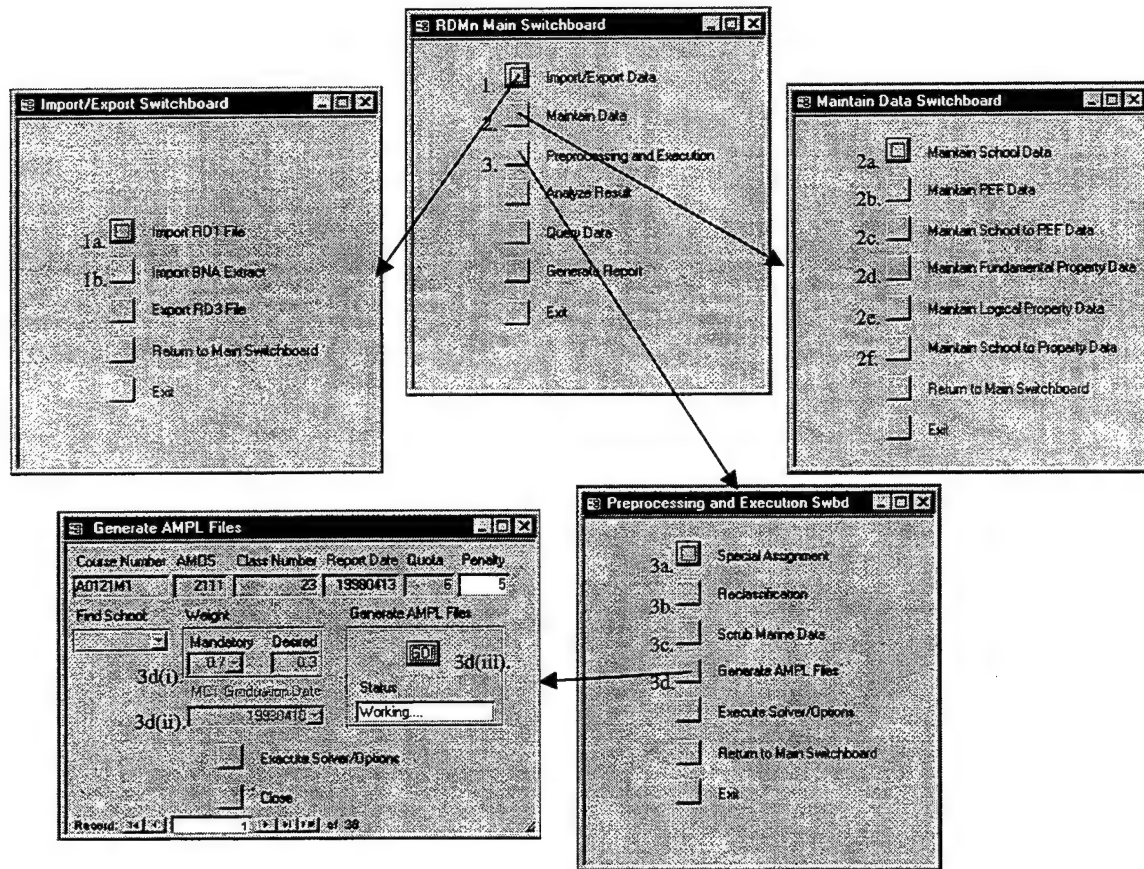 RDMn Main Switchboard
1. Import/Export Data
2. Maintain Data
3. Preprocessing and Execution
Analyze Result
Query Data
Generate Report
Exit
Import/Export Switchboard
1a. Import RD1 File
1b. Import BNA Extract
Export RD3 File
Return to Main Switchboard
Exit
Maintain Data Switchboard
2a. Maintain School Data
2b. Maintain PEF Data
2c. Maintain School to PEF Data
2d. Maintain Fundamental Property Data
2e. Maintain Logical Property Data
2f. Maintain School to Property Data
Return to Main Switchboard
Exit
Generate AMPL Files
Course Number AMOS Class Number Report Date Quota Penalty
A0121M1 2111 23 19980413 6 5
Find School: Weight Generate AMPL Files
Mandatory Desired
3d(i). 0.7 0.3
GO!! 3d(iii).
MCT Graduation Date
3d(ii). 19980410
Status
Working....
Execute Solver/Options
Close
Record: 1 of 38
Preprocessing and Execution Swbd
3a. Special Assignment
3b. Reclassification
3c. Scrub Marine Data
3d. Generate AMPL Files
Execute Solver/Options
Return to Main Switchboard
Exit